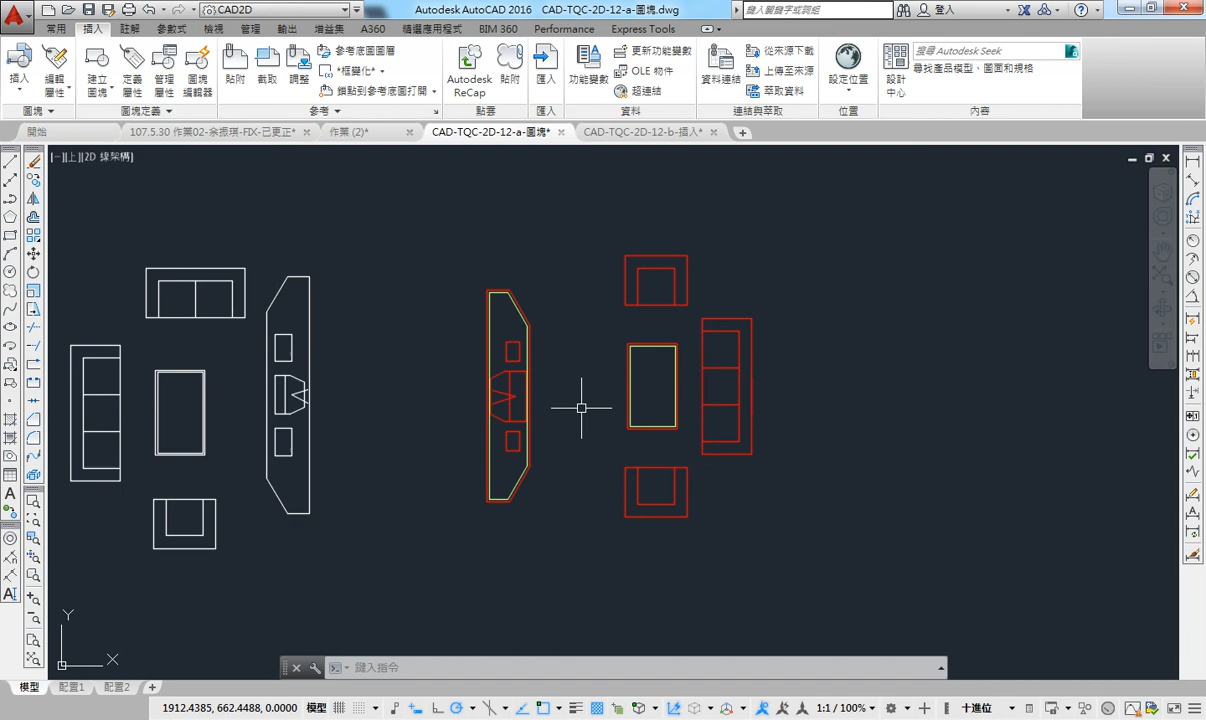 CAD2D
Autodesk AutoCAD 2016 CAD-TQC-2D-12-a-圖塊.dwg
鍵入關鍵字或詞組
登入
常用 插入 註解 參數式 檢視 管理 輸出 增益集 A360 精選應用程式 BIM 360 Performance Express Tools
插入
編輯屬性
建立圖塊
定義屬性
管理屬性
圖塊編輯器
貼附
截取
調整
參考底圖圖層
*框變化*
鎖點到參考底圖打開
Autodesk ReCap
貼附
匯入
功能變數
更新功能變數
OLE 物件
超連結
資料連結
從來源下載
上傳至來源
萃取資料
設定位置
設計中心
搜尋 Autodesk Seek
尋找產品模型、圖面和規格
圖塊 圖塊定義 參考 點雲 匯入 資料 連結與萃取 位置 內容
開始 107.5.30 作業02-余振琪-FIX-已更正* 作業 (2)* CAD-TQC-2D-12-a-圖塊* CAD-TQC-2D-12-b-插入*
[−][上][2D 線架構]
Y
X
鍵入指令
模型 配置1 配置2
1912.4385, 662.4488, 0.0000 模型 1:1 / 100% 十進位